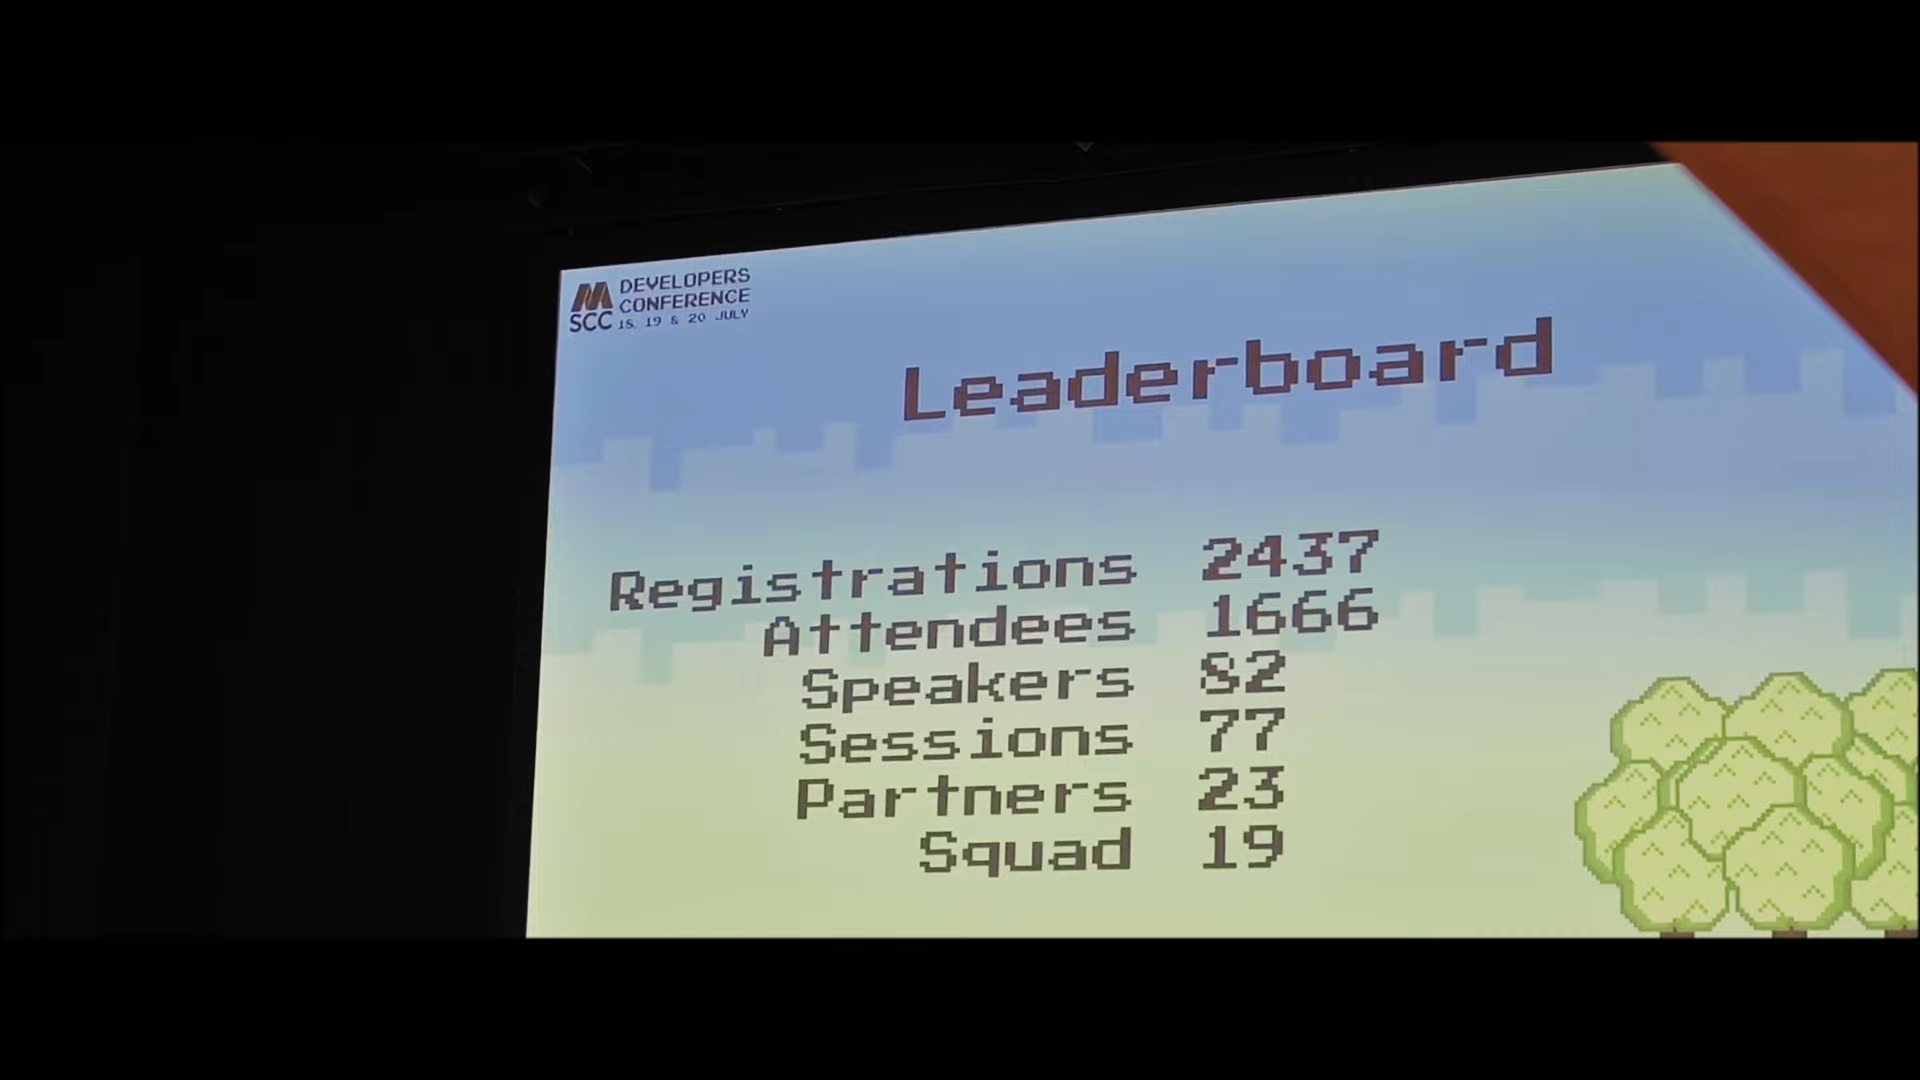 DEVELOPERS
CONFERENCE
MSCC 18, 19 & 20 JULY
Leaderboard
Registrations 2437
Attendees 1666
Speakers 82
Sessions 77
Partners 23
Squad 19